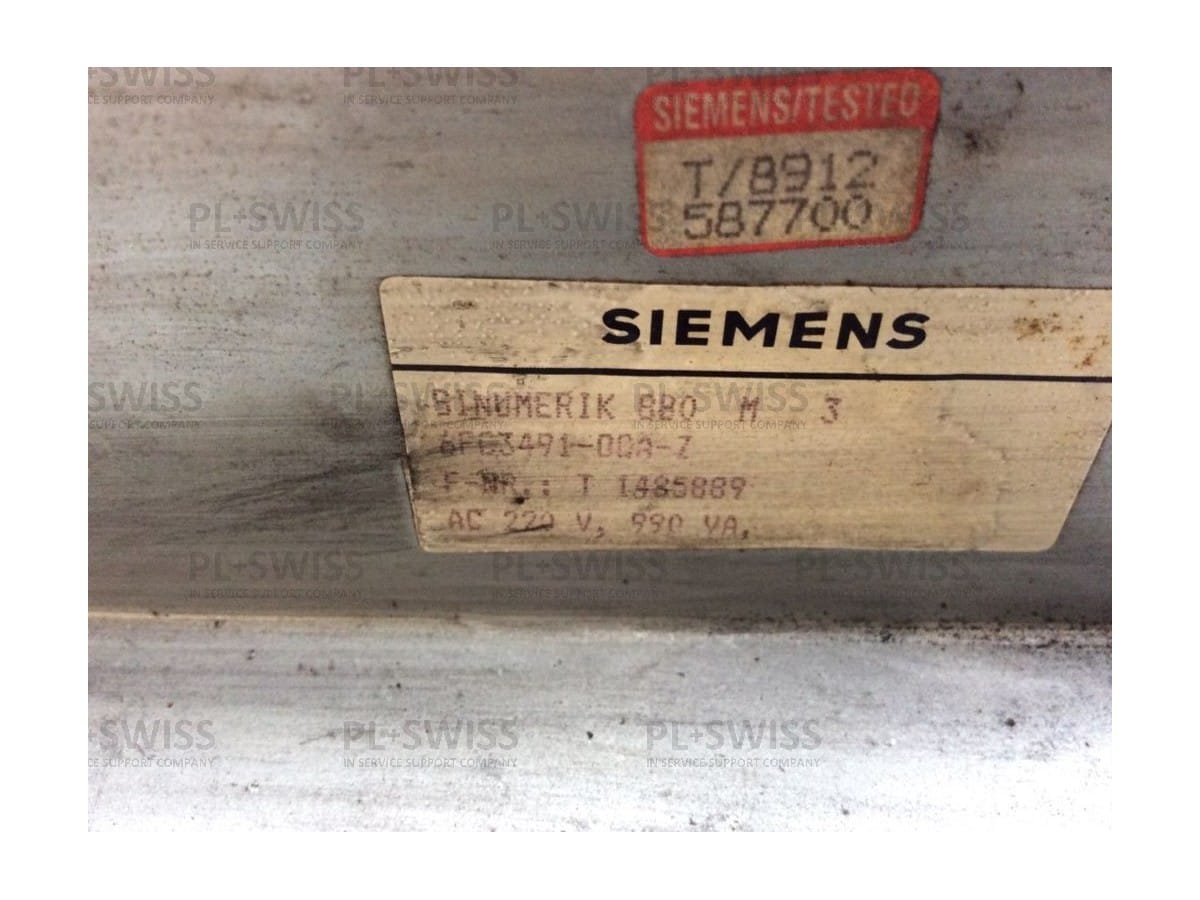 SIEMENS/TESTED
T/8912
587700
SIEMENS
SINUMERIK 880 M 3
6FC3491-0QA-Z
F-NR.: T 1485889
AC 220 V, 990 VA,
PL+SWISS
IN SERVICE SUPPORT COMPANY